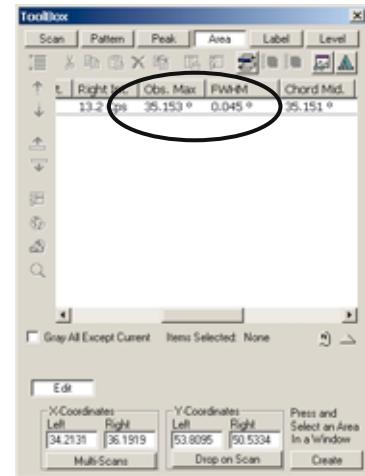 ToolBox
Scan Pattern Peak Area Label Level
t. Right Int. Obs. Max FWHM Chord Mid.
13.2 Cps 35.153 ° 0.045 ° 35.151 °
Gray All Except Current Items Selected: None
Edit
X-Coordinates Y-Coordinates Press and
Left Right Left Right Select an Area
34.2131 36.1919 53.8095 50.5334 In a Window
Multi-Scans Drop on Scan Create